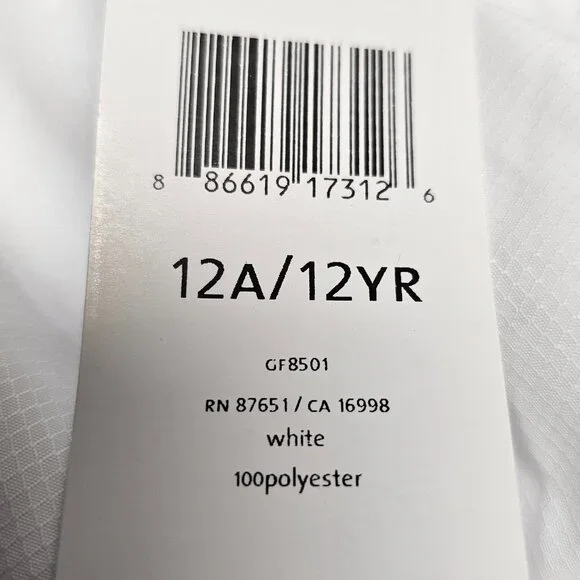 8 86619 17312 6
12A/12YR
GF8501
RN 87651 / CA 16998
white
100polyester